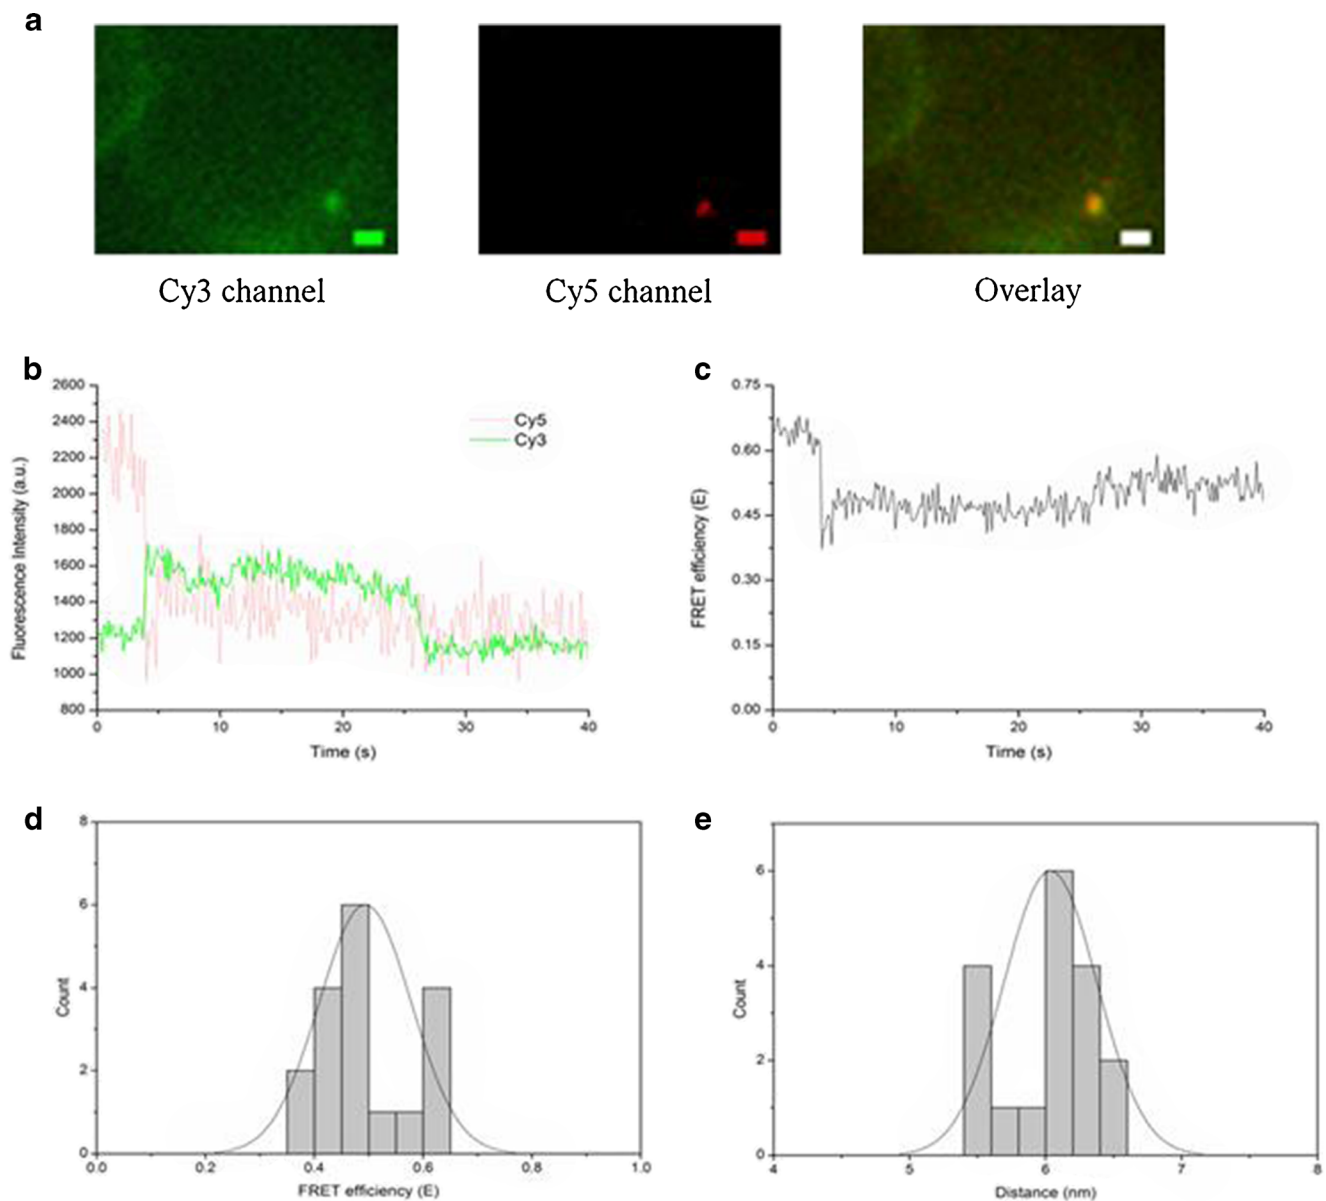 a
Cy3 channel
Cy5 channel
Overlay
b
2600
2400
2200
2000
1800
1600
1400
1200
1000
800
Fluorescence Intensity (a.u.)
Cy5
Cy3
0
10
20
30
40
Time (s)
c
0.75
0.60
0.45
0.30
0.15
0.00
FRET efficiency (E)
0
10
20
30
40
Time (s)
d
8
6
4
2
0
Count
0.0
0.2
0.4
0.6
0.8
1.0
FRET efficiency (E)
e
6
4
2
0
Count
4
5
6
7
8
Distance (nm)